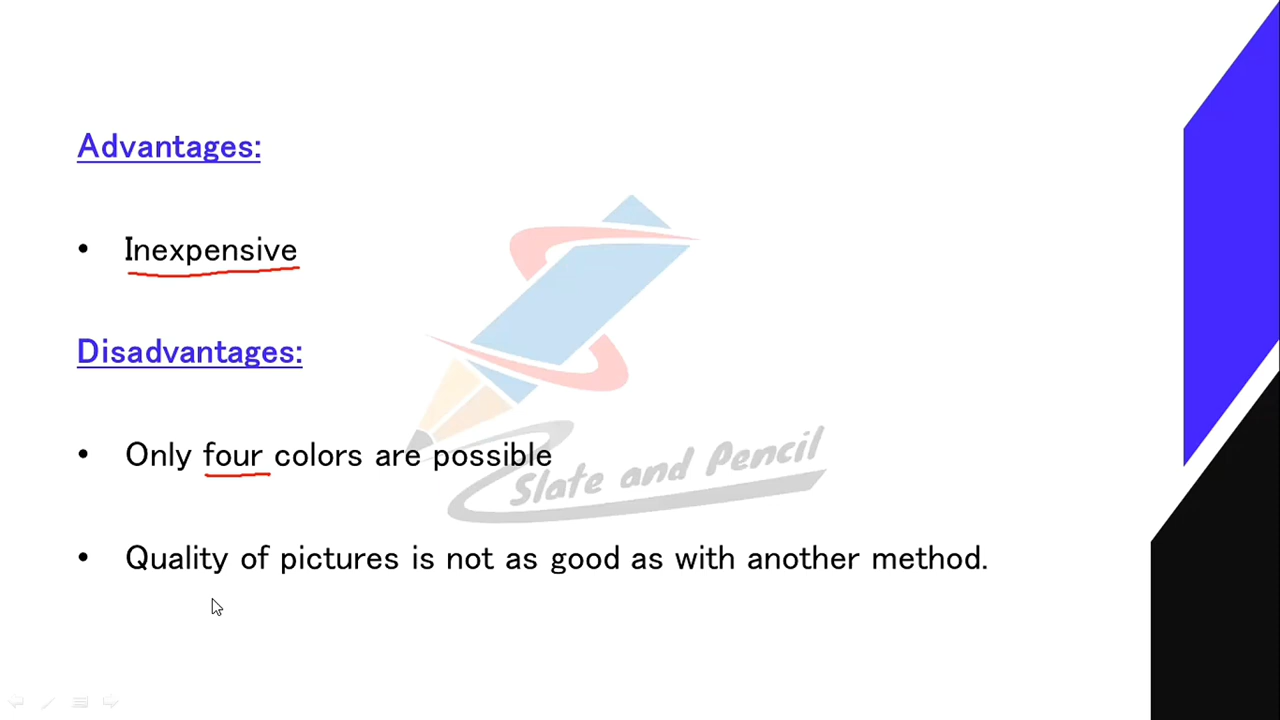 Advantages:
• Inexpensive
Disadvantages:
• Only four colors are possible
Slate and Pencil
• Quality of pictures is not as good as with another method.